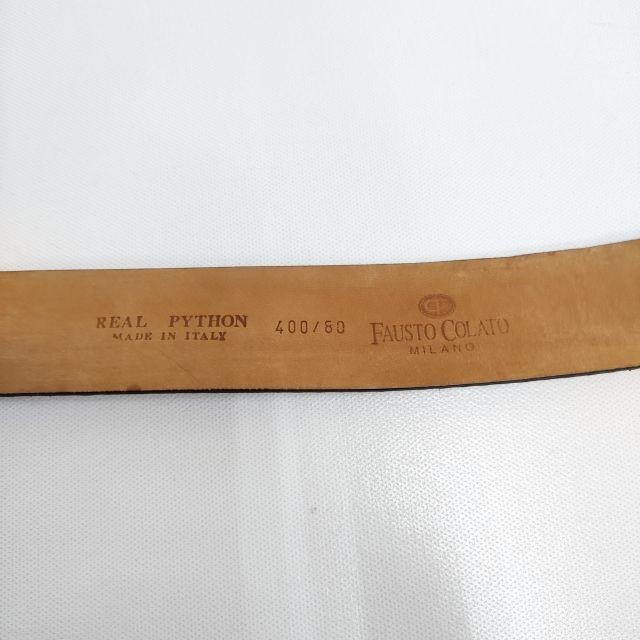 REAL PYTHON
MADE IN ITALY
400/80
FAUSTO COLATO
MILANO